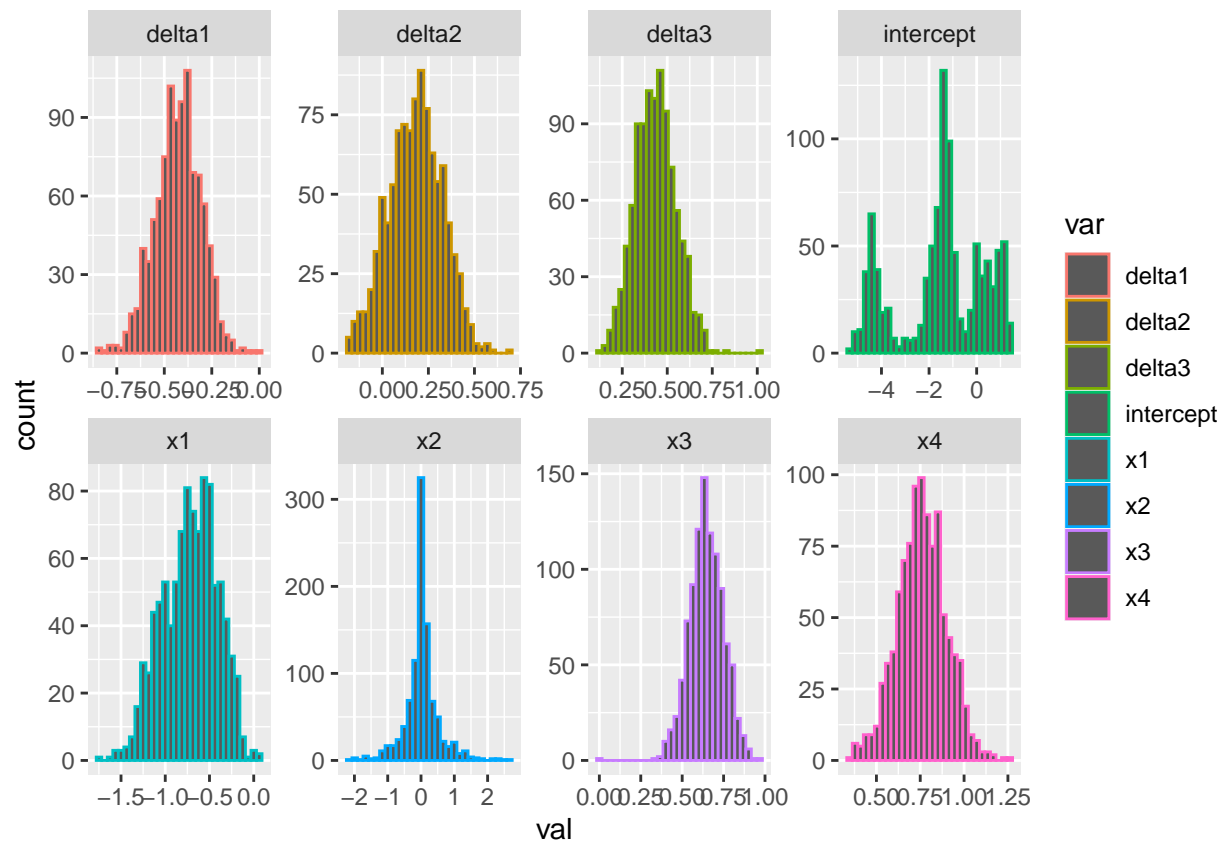 delta1 delta2 delta3 intercept
90
60
30
0
75
50
25
0
90
60
30
0
100
50
0
−0.75 −0.50 −0.25 0.00
0.00 0.25 0.50 0.75
0.25 0.50 0.75 1.00
−4 −2 0
x1 x2 x3 x4
80
60
40
20
0
300
200
100
0
150
100
50
0
100
75
50
25
0
−1.5 −1.0 −0.5 0.0
−2 −1 0 1 2
0.00 0.25 0.50 0.75 1.00
0.50 0.75 1.00 1.25
count
val
var
delta1
delta2
delta3
intercept
x1
x2
x3
x4